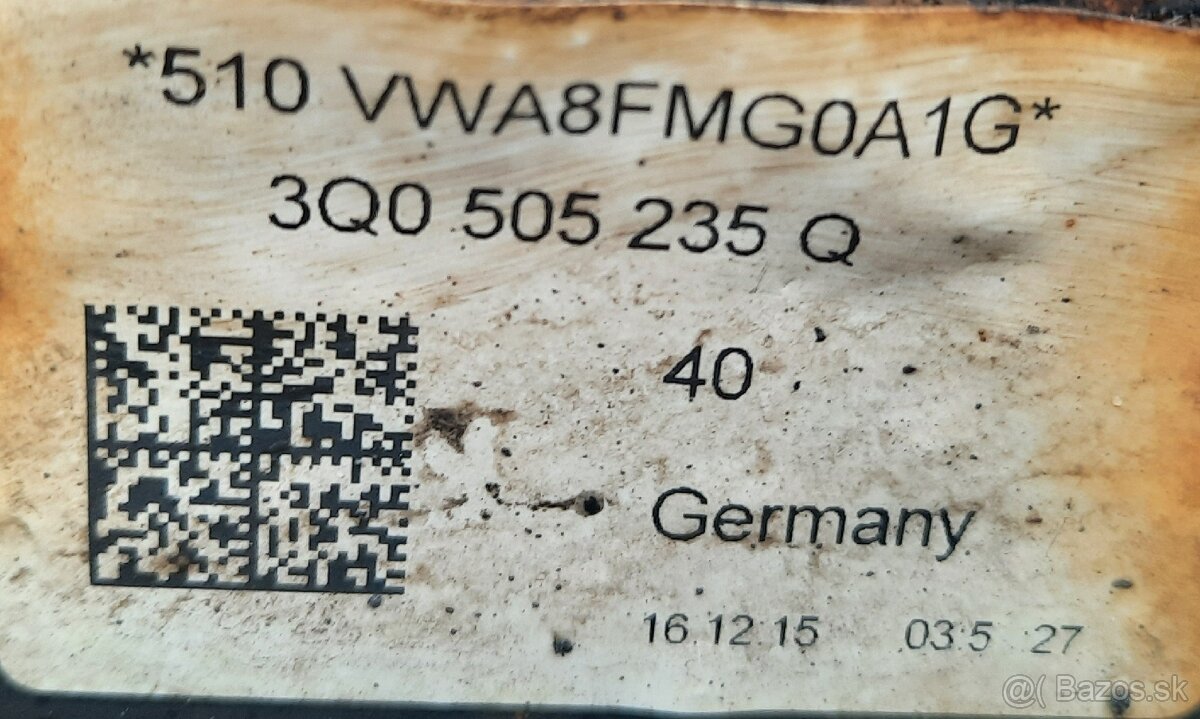 *510 VWA8FMG0A1G*
3Q0 505 235 Q
40
Germany
16 12 15 03:5 27
@( Bazos.sk